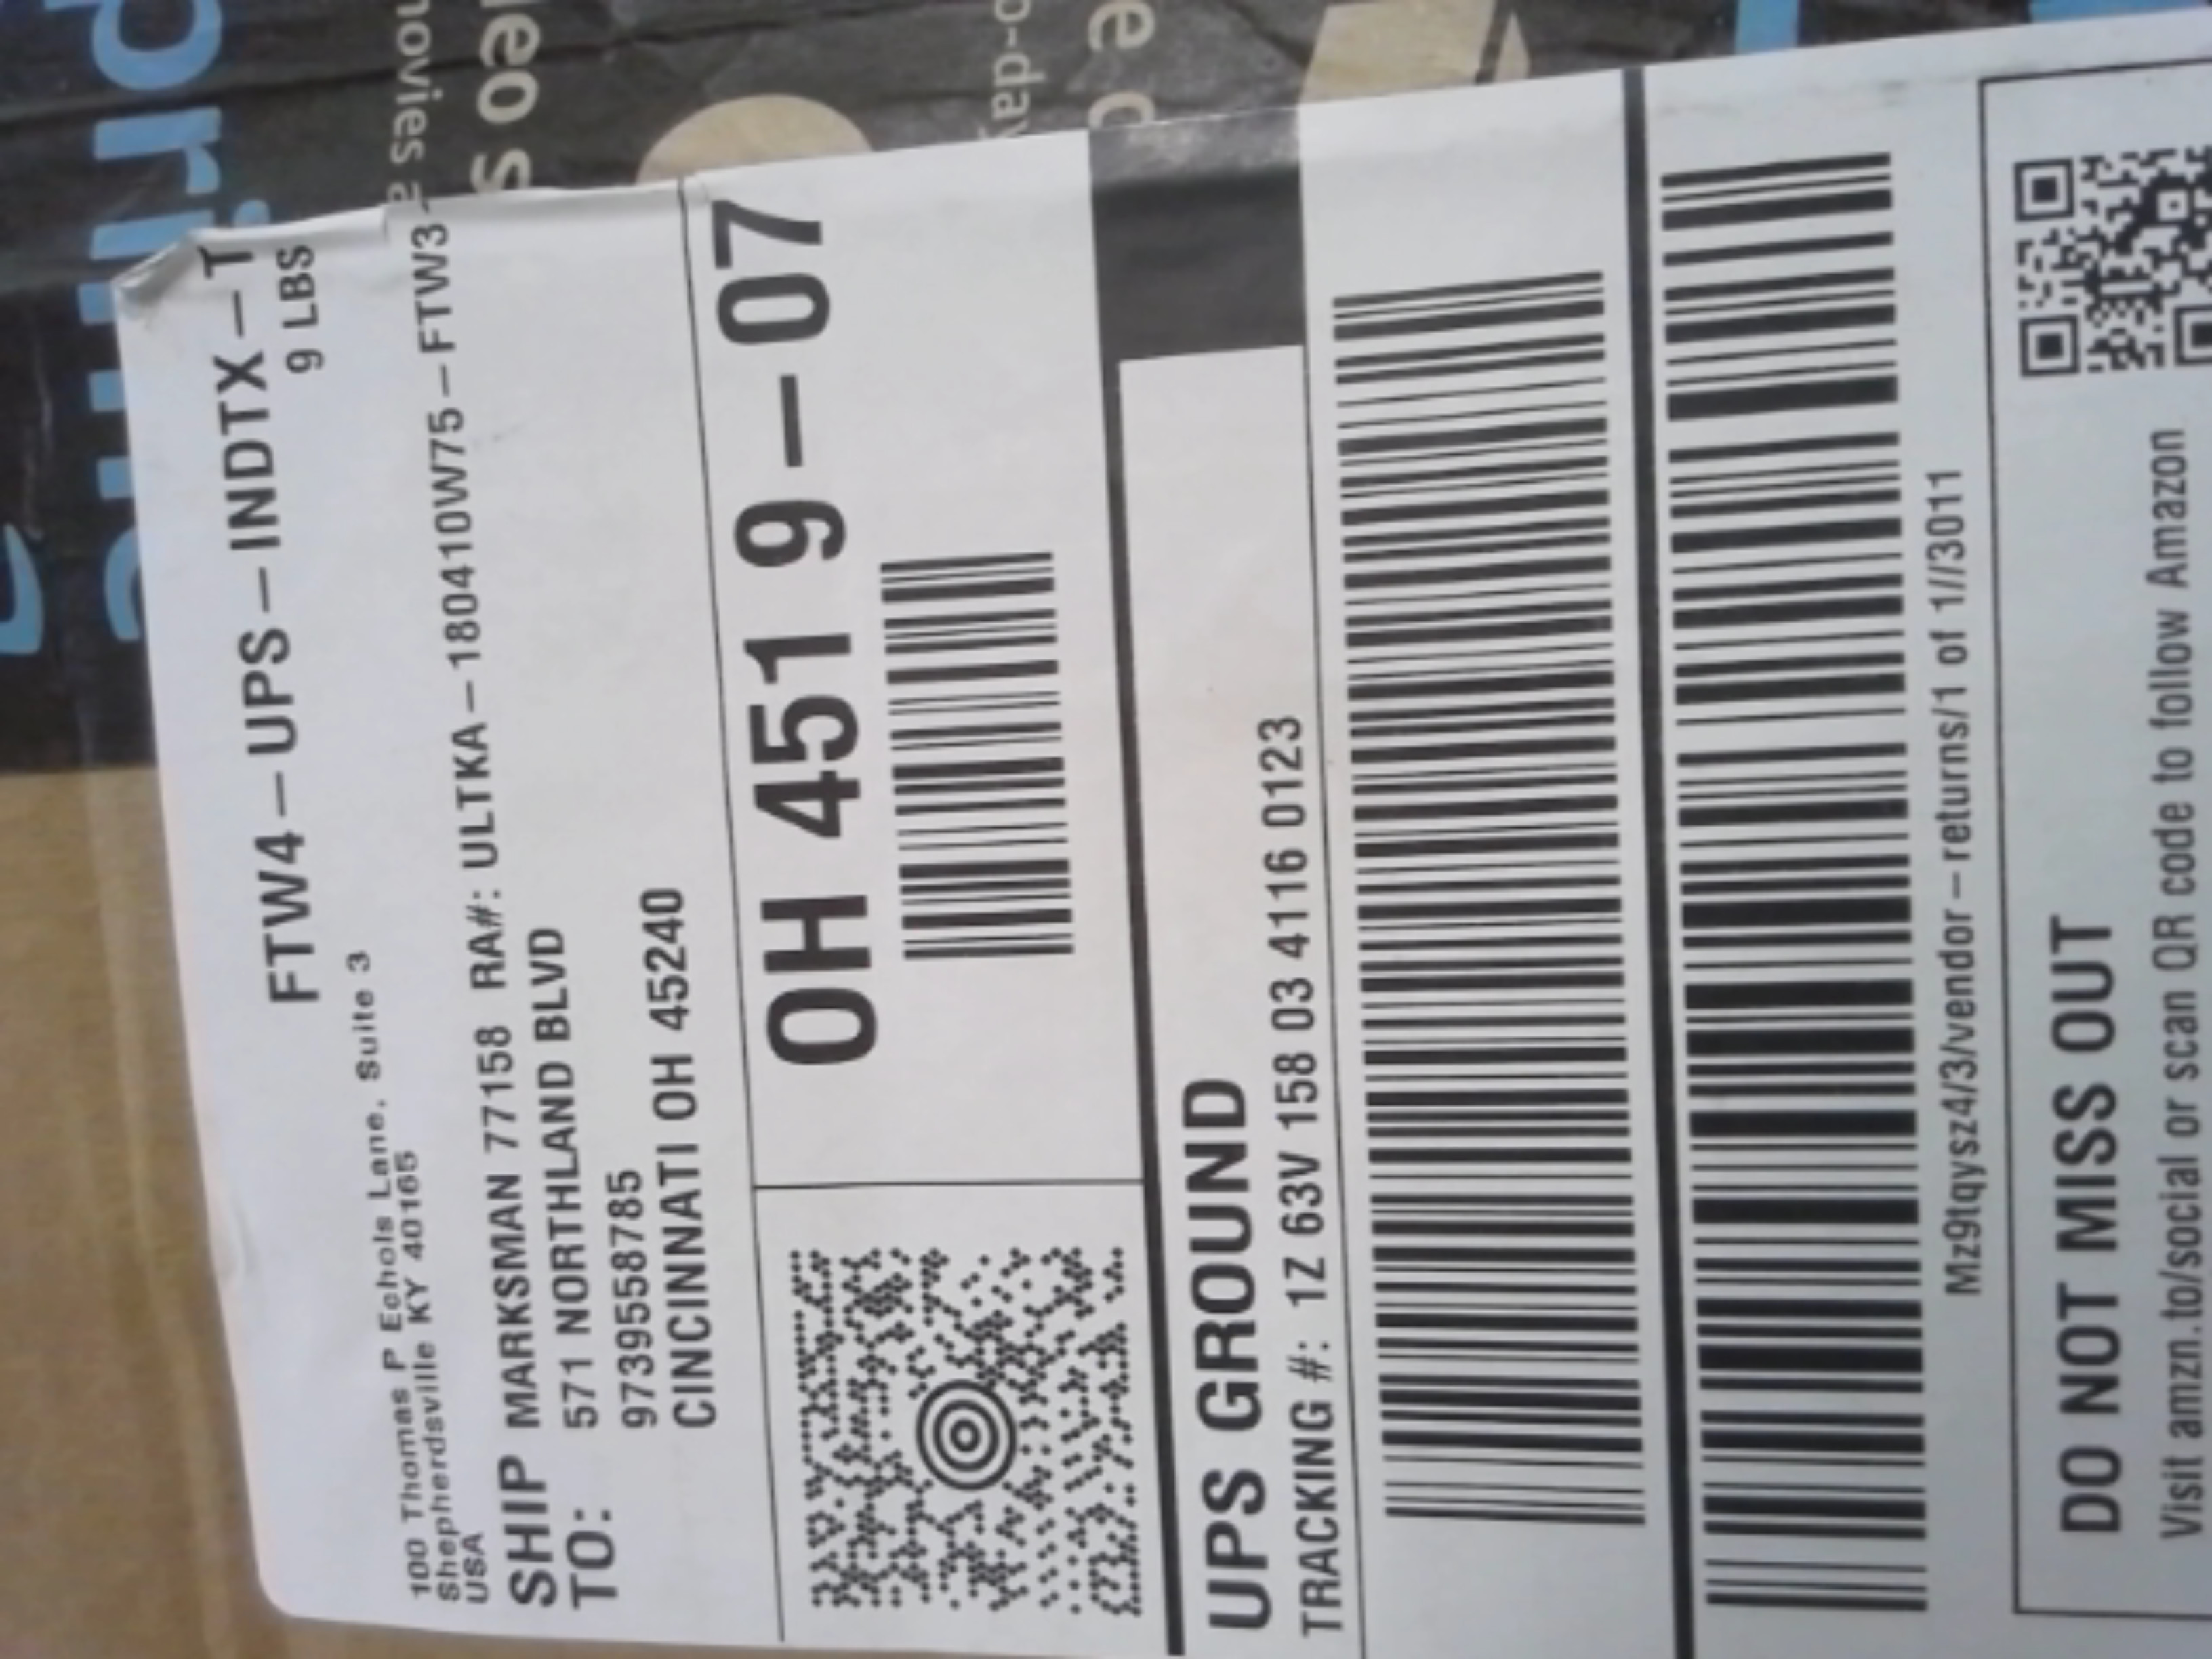 FTW4-UPS-INDTX-T
9 LBS
100 Thomas P Echols Lane. Suite 3
Shepherdsville KY 40165
USA
SHIP TO:
MARKSMAN 77158 RA#: ULTKA-180410W75-FTW3
571 NORTHLAND BLVD
9739558785
CINCINNATI OH 45240
OH 451 9-07
UPS GROUND
TRACKING #: 1Z 63V 158 03 4116 0123
Mz9tqysz4/3/vendor-returns/1 of 1//3011
DO NOT MISS OUT
Visit amzn.to/social or scan QR code to follow Amazon